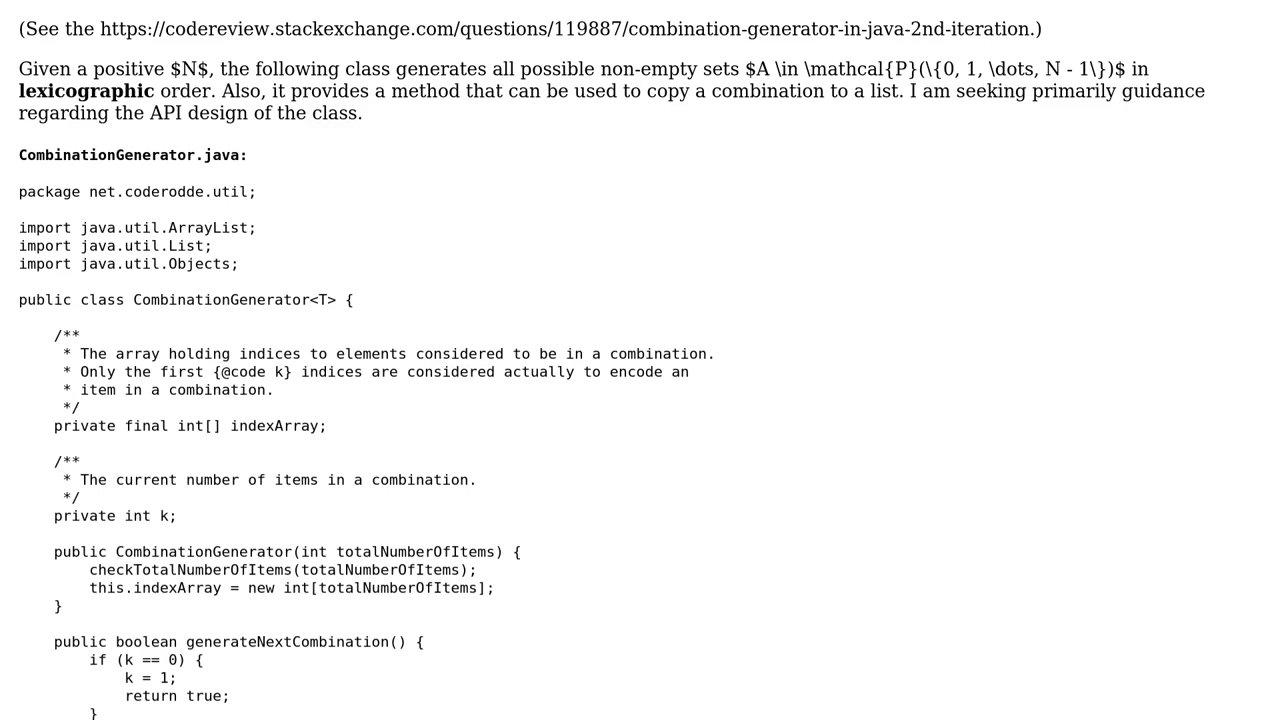 (See the https://codereview.stackexchange.com/questions/119887/combination-generator-in-java-2nd-iteration.)
Given a positive $N$, the following class generates all possible non-empty sets $A \in \mathcal{P}(\{0, 1, \dots, N - 1\})$ in
lexicographic order. Also, it provides a method that can be used to copy a combination to a list. I am seeking primarily guidance
regarding the API design of the class.
CombinationGenerator.java:
package net.coderodde.util;
import java.util.ArrayList;
import java.util.List;
import java.util.Objects;
public class CombinationGenerator<T> {
    /**
     * The array holding indices to elements considered to be in a combination.
     * Only the first {@code k} indices are considered actually to encode an
     * item in a combination.
     */
    private final int[] indexArray;
    /**
     * The current number of items in a combination.
     */
    private int k;
    public CombinationGenerator(int totalNumberOfItems) {
        checkTotalNumberOfItems(totalNumberOfItems);
        this.indexArray = new int[totalNumberOfItems];
    }
    public boolean generateNextCombination() {
        if (k == 0) {
            k = 1;
            return true;
        }